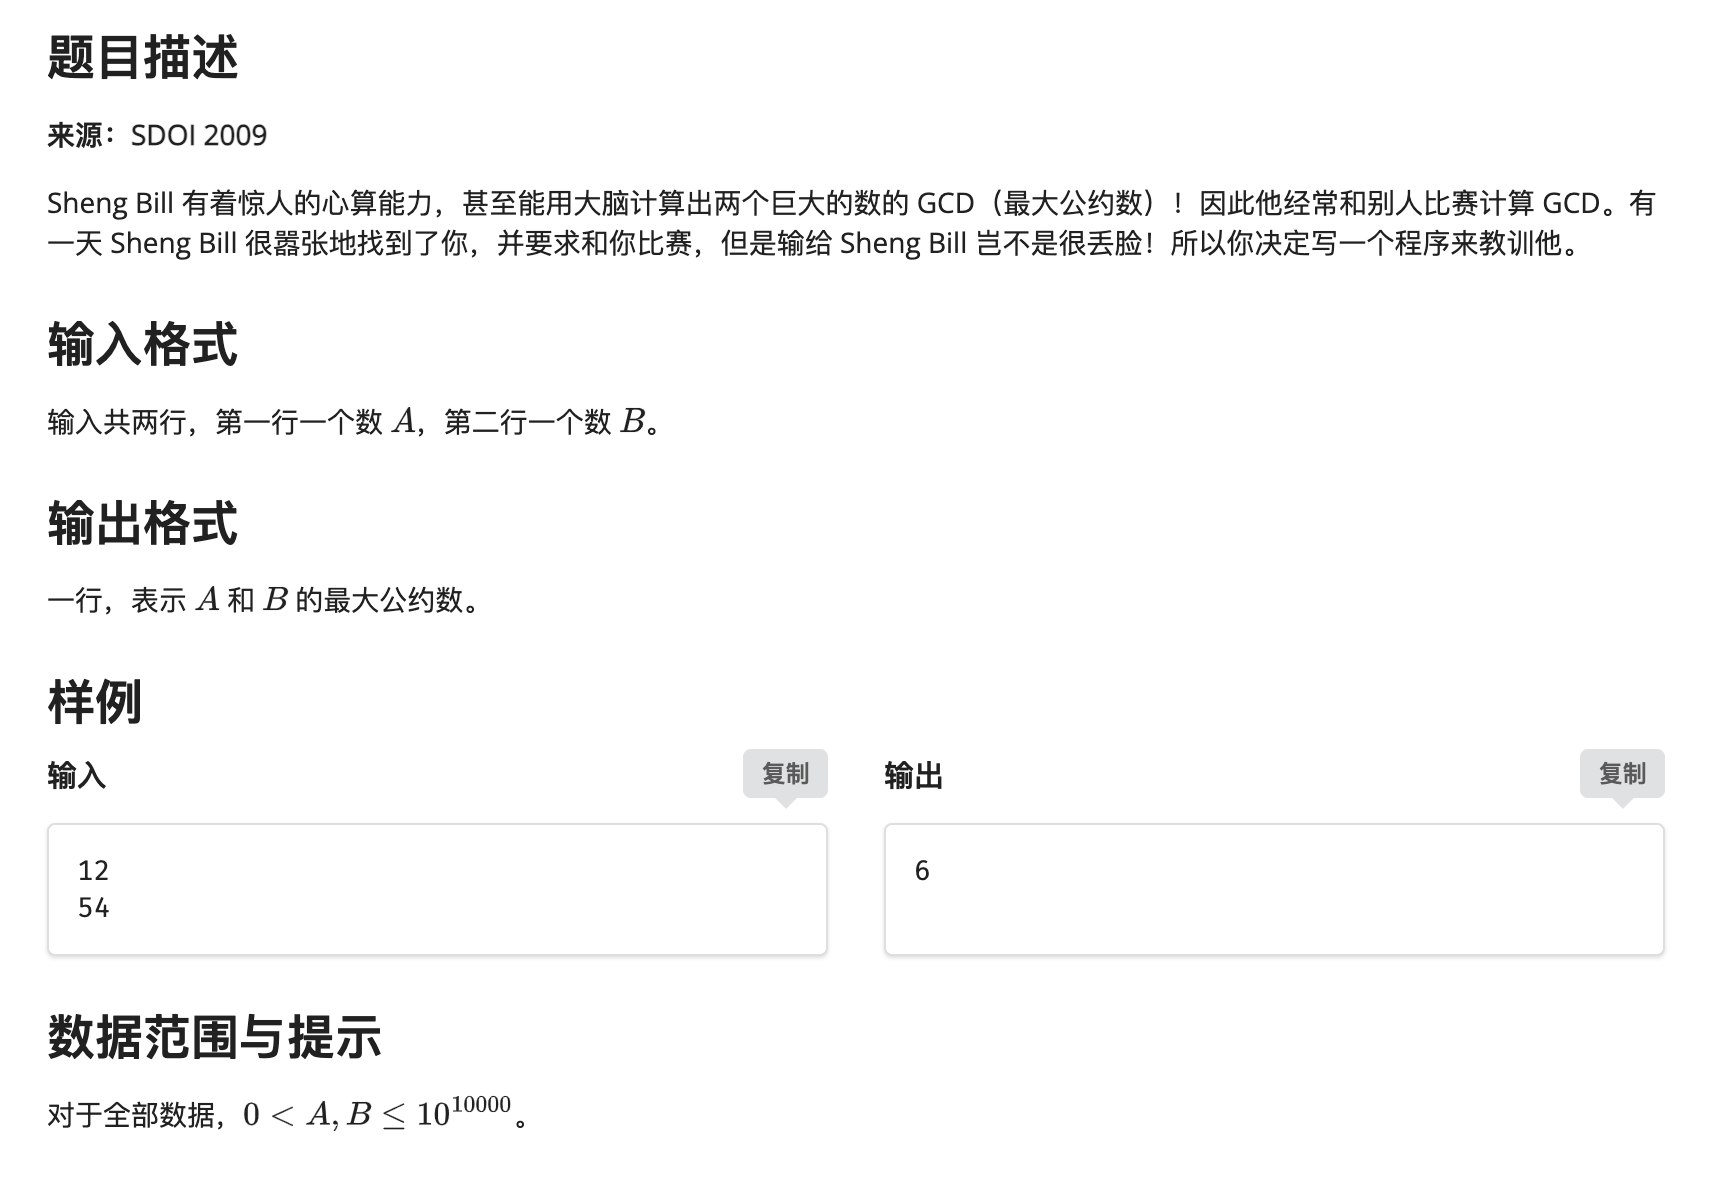 题目描述
来源：SDOI 2009
Sheng Bill 有着惊人的心算能力，甚至能用大脑计算出两个巨大的数的 GCD（最大公约数）！因此他经常和别人比赛计算 GCD。有
一天 Sheng Bill 很嚣张地找到了你，并要求和你比赛，但是输给 Sheng Bill 岂不是很丢脸！所以你决定写一个程序来教训他。
输入格式
输入共两行，第一行一个数 A，第二行一个数 B。
输出格式
一行，表示 A 和 B 的最大公约数。
样例
输入 复制
12
54
输出 复制
6
数据范围与提示
对于全部数据，0 < A, B ≤ 10^10000。